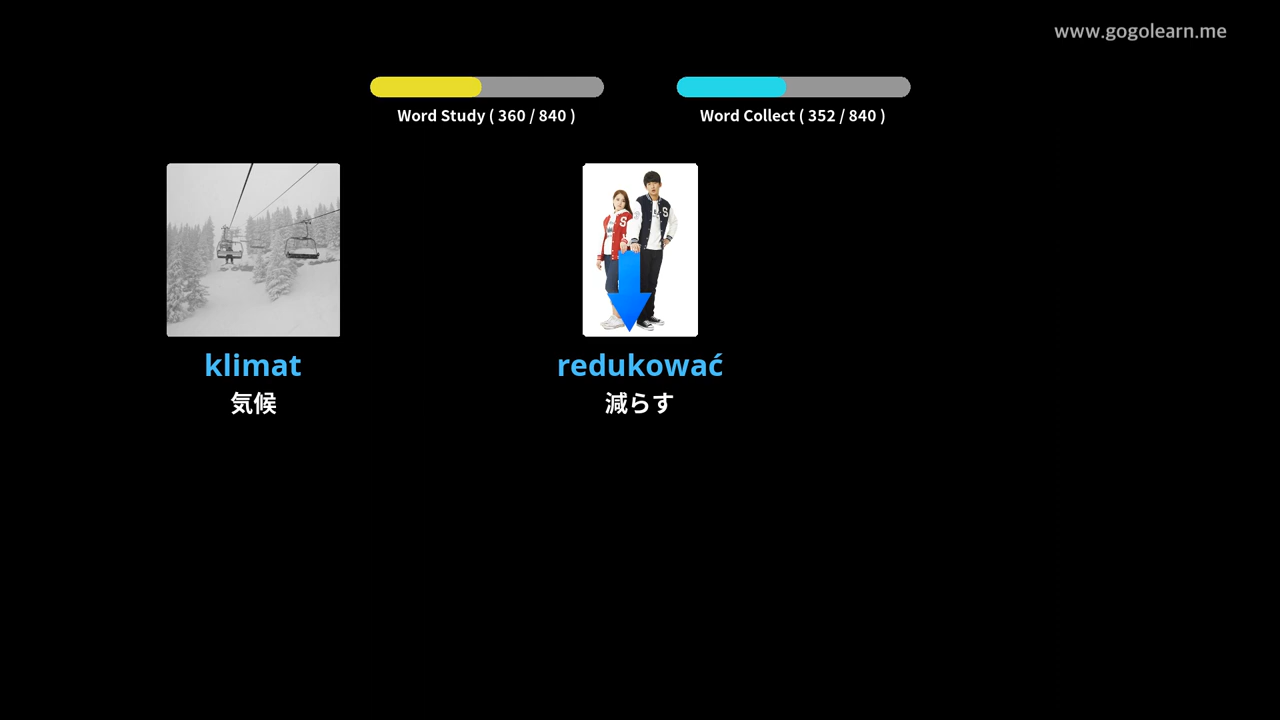 www.gogolearn.me
Word Study ( 360 / 840 )
Word Collect ( 352 / 840 )
S
S
klimat
redukować
気候
減らす